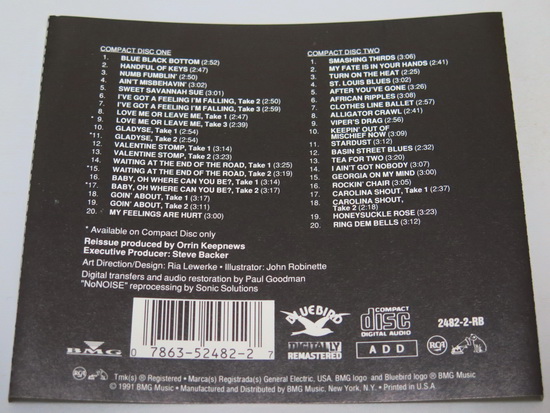 COMPACT DISC ONE
1. BLUE BLACK BOTTOM (2:52)
2. HANDFUL OF KEYS (2:47)
3. NUMB FUMBLIN' (2:50)
4. AIN'T MISBEHAVIN' (3:02)
5. SWEET SAVANNAH SUE (3:01)
6. I'VE GOT A FEELING I'M FALLING, Take 2 (3:00)
7. I'VE GOT A FEELING I'M FALLING, Take 3 (2:59)
8. LOVE ME OR LEAVE ME, Take 1 (2:47)
*9. LOVE ME OR LEAVE ME, Take 3 (2:39)
10. GLADYSE, Take 1 (2:54)
*11. GLADYSE, Take 2 (2:54)
12. VALENTINE STOMP, Take 1 (3:14)
13. VALENTINE STOMP, Take 2 (3:23)
14. WAITING AT THE END OF THE ROAD, Take 1 (3:25)
*15. WAITING AT THE END OF THE ROAD, Take 2 (3:19)
16. BABY, OH WHERE CAN YOU BE?, Take 1 (3:14)
*17. BABY, OH WHERE CAN YOU BE?, Take 2 (3:11)
18. GOIN' ABOUT, Take 1 (3:17)
19. GOIN' ABOUT, Take 2 (3:11)
20. MY FEELINGS ARE HURT (3:00)
COMPACT DISC TWO
1. SMASHING THIRDS (3:09)
2. MY FATE IS IN YOUR HANDS (2:41)
3. TURN ON THE HEAT (2:25)
4. ST. LOUIS BLUES (2:54)
5. AFTER YOU'VE GONE (3:26)
6. AFRICAN RIPPLES (3:08)
7. CLOTHES LINE BALLET (2:57)
8. ALLIGATOR CRAWL (2:54)
9. VIPER'S DRAG (2:56)
10. KEEPIN' OUT OF
MISCHIEF NOW (3:09)
11. STARDUST (3:12)
12. BASIN STREET BLUES (2:32)
13. TEA FOR TWO (3:20)
14. I AIN'T GOT NOBODY (3:07)
15. GEORGIA ON MY MIND (3:56)
16. ROCKIN' CHAIR (3:05)
17. CAROLINA SHOUT, Take 1 (2:37)
18. CAROLINA SHOUT,
Take 2 (2:18)
19. HONEYSUCKLE ROSE (3:23)
20. RING DEM BELLS (3:12)
* Available on Compact Disc only
Reissue produced by Orrin Keepnews
Executive Producer: Steve Backer
Art Direction/Design: Ria Lewerke • Illustrator: John Robinette
Digital transfers and audio restoration by Paul Goodman
"NoNOISE" reprocessing by Sonic Solutions
BMG
0 7863-52482-2 7
BLUEBIRD
DIGITALLY
REMASTERED
COMPACT
disc
DIGITAL AUDIO
ADD
2482-2-RB
RCA
RCA
Tmk(s) ® Registered • Marca(s) Registrada(s) General Electric, USA. BMG logo and Bluebird logo ® BMG Music
© 1991 BMG Music • Manufactured and Distributed by BMG Music, New York, N.Y. • Printed in U.S.A